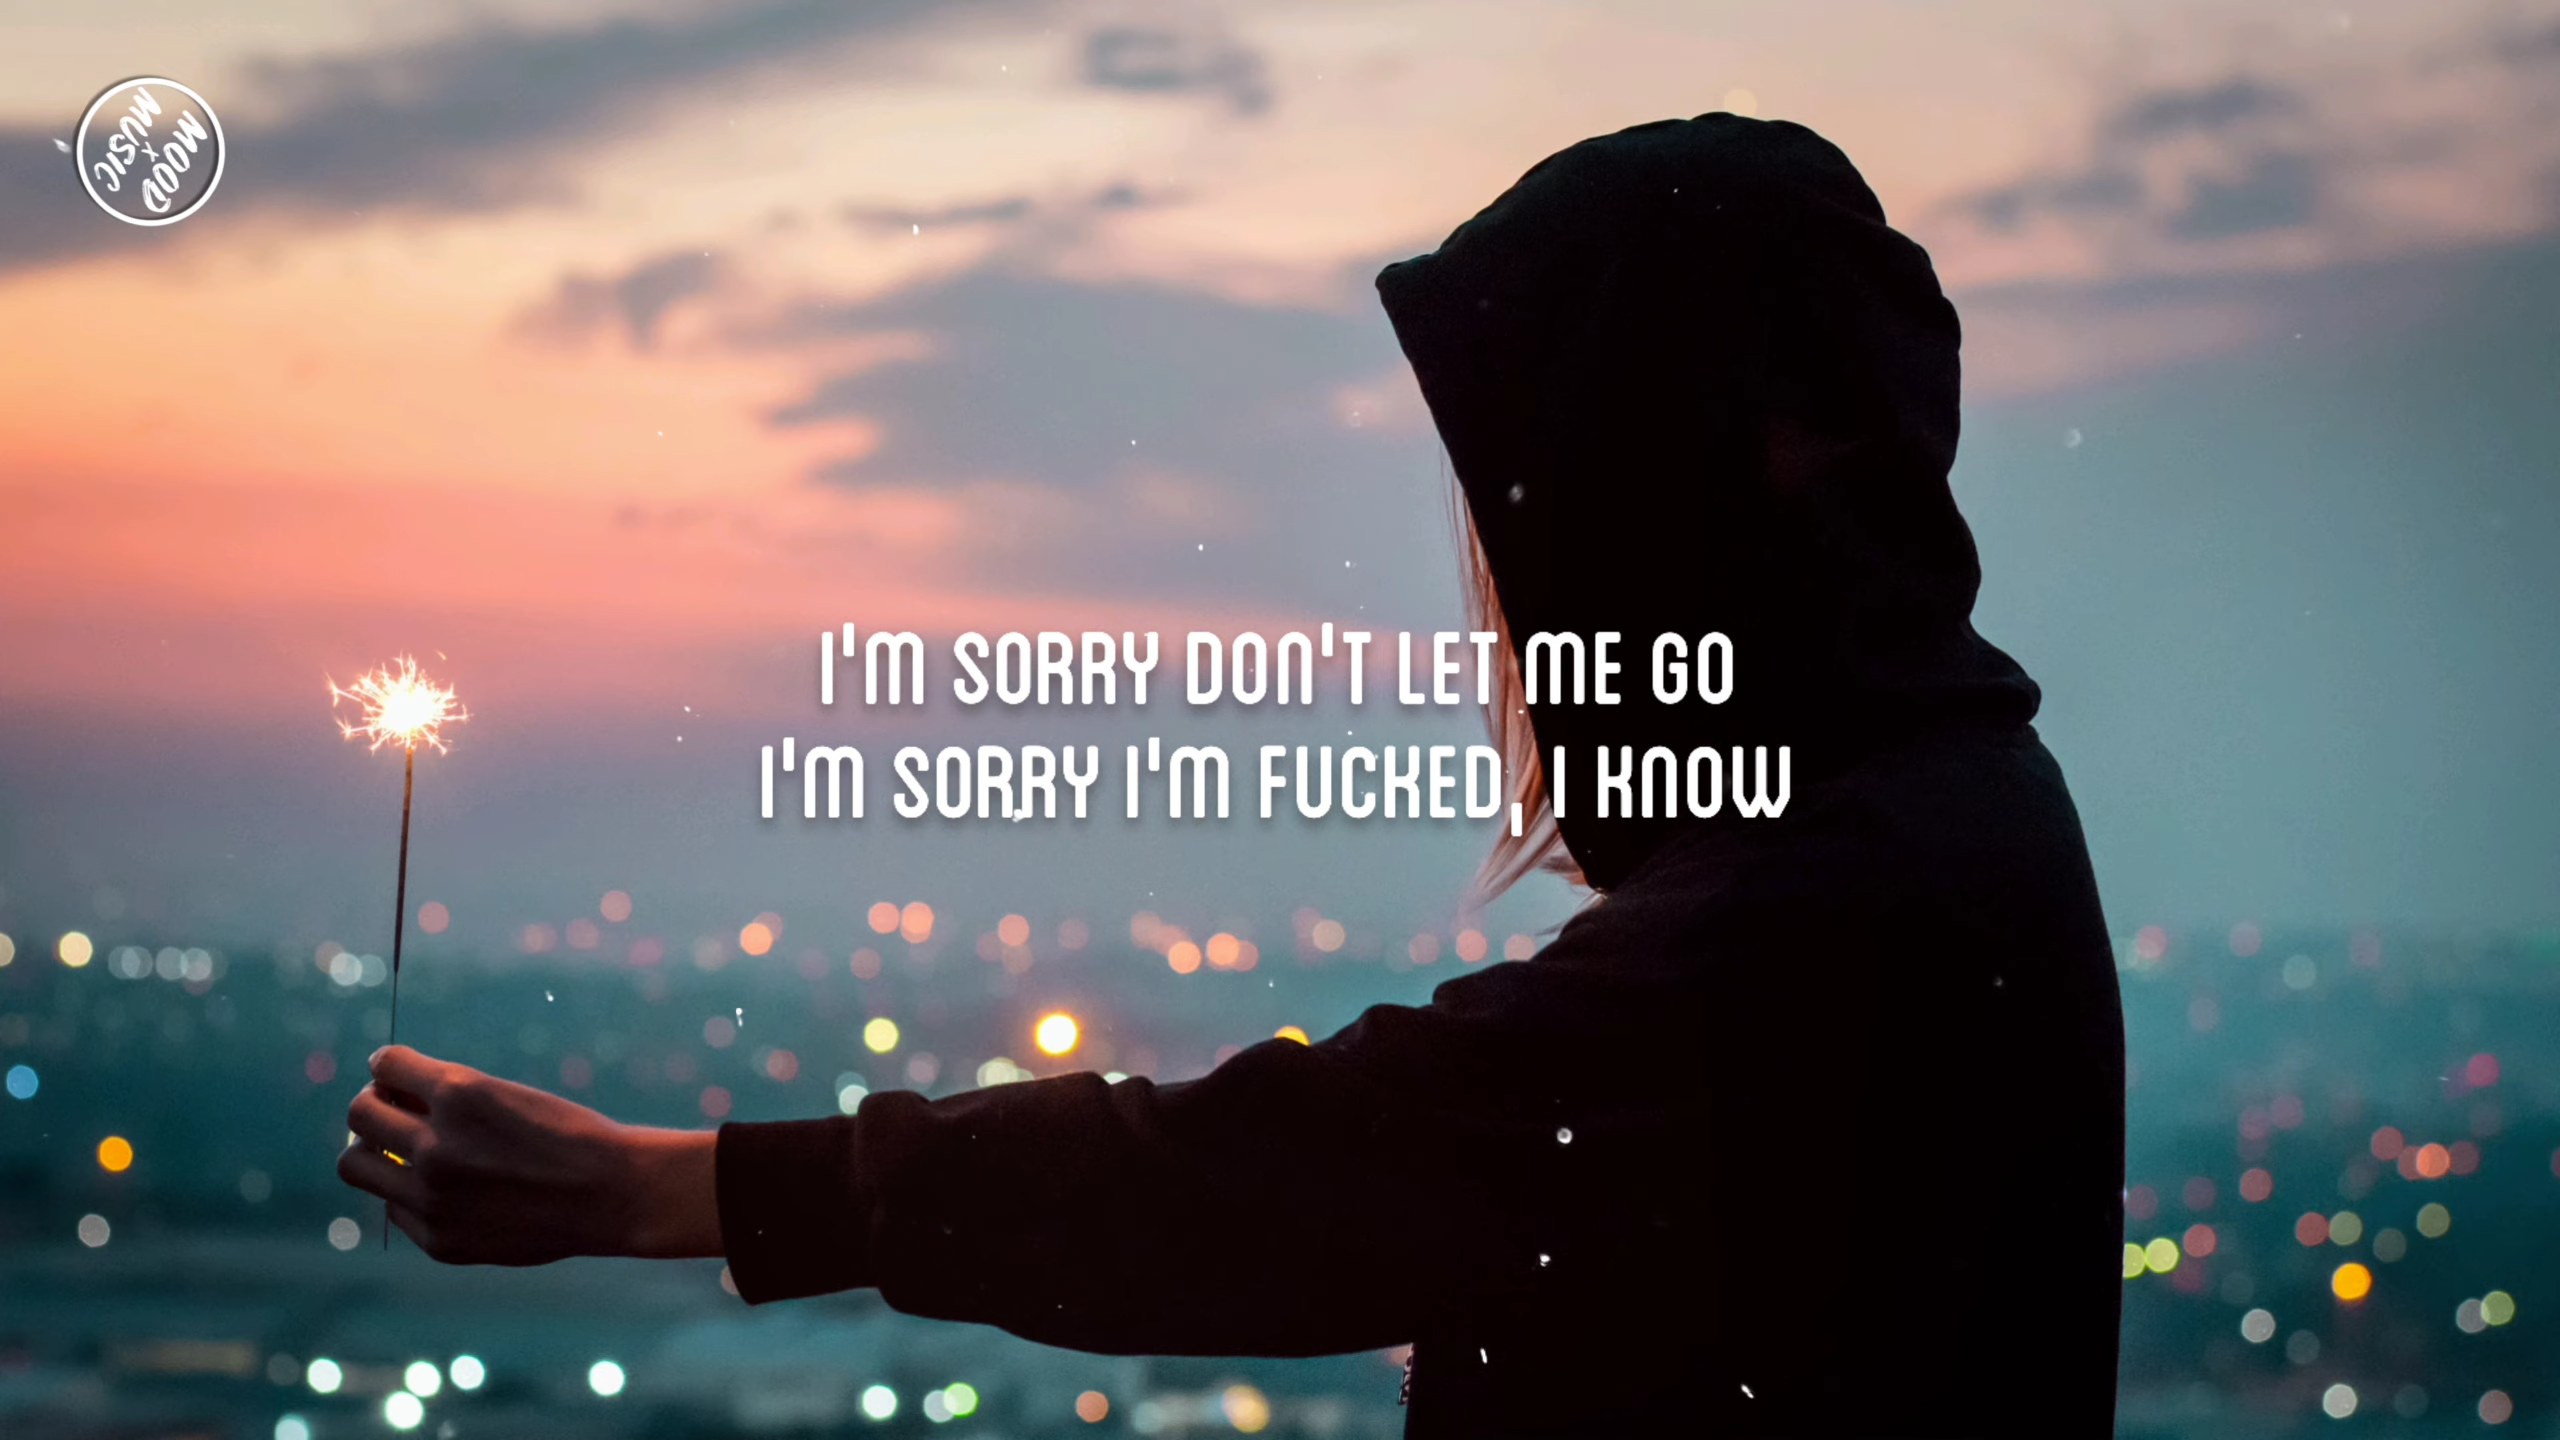 MOOD
x
MUSIC
I'M SORRY DON'T LET ME GO
I'M SORRY I'M FUCKED, I KNOW